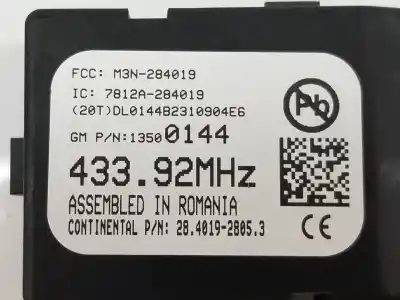 FCC: M3N-284019
IC: 7812A-284019
(20T)DL0144B2310904E6
Pb
GM P/N:13500144
433.92MHz
ASSEMBLED IN ROMANIA
CONTINENTAL P/N: 28.4019-2805.3
CE